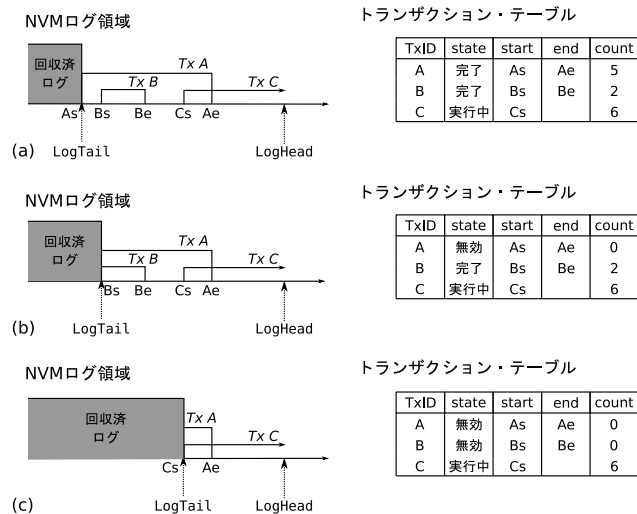 NVMログ領域
トランザクション・テーブル
回収済
ログ
Tx A
Tx B
Tx C
As Bs Be Cs Ae
(a)
LogTail
LogHead
TxID state start end count
A 完了 As Ae 5
B 完了 Bs Be 2
C 実行中 Cs 6
NVMログ領域
トランザクション・テーブル
回収済
ログ
Tx A
Tx B
Tx C
Bs Be Cs Ae
(b)
LogTail
LogHead
TxID state start end count
A 無効 As Ae 0
B 完了 Bs Be 2
C 実行中 Cs 6
NVMログ領域
トランザクション・テーブル
回収済
ログ
Tx A
Tx C
Cs Ae
(c)
LogTail
LogHead
TxID state start end count
A 無効 As Ae 0
B 無効 Bs Be 0
C 実行中 Cs 6